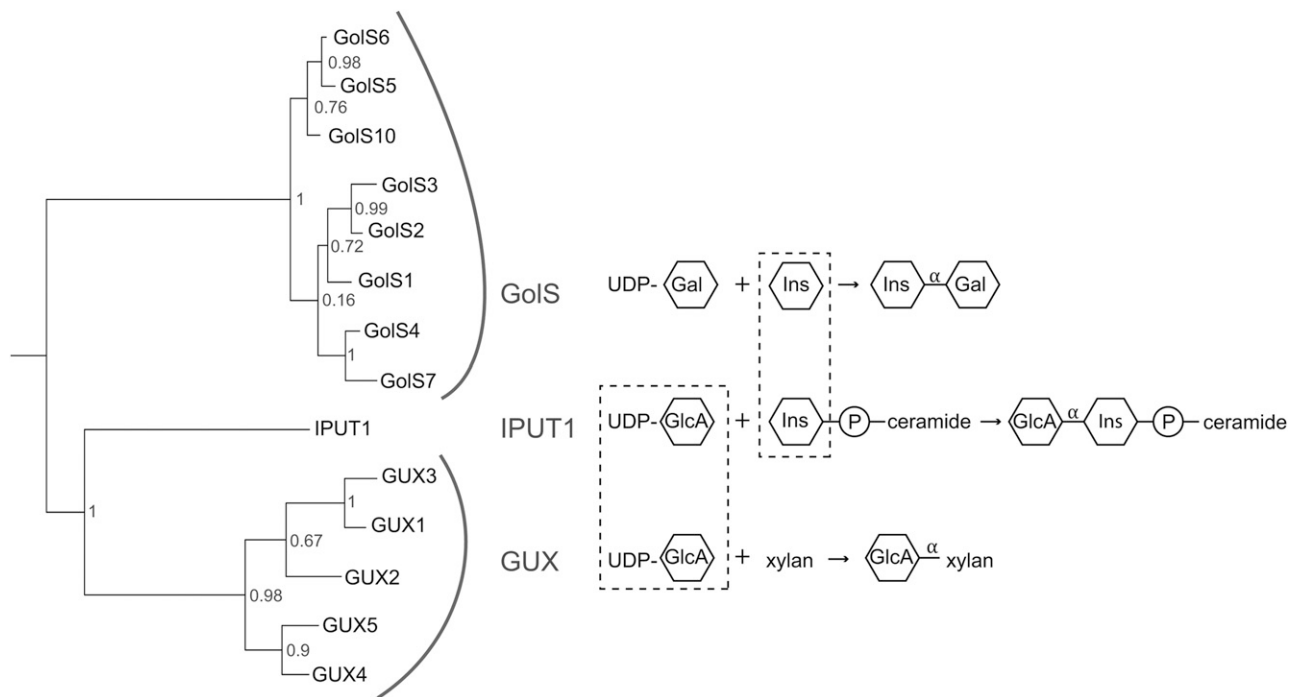 GolS6
0.98
GolS5
0.76
GolS10
GolS3
1
0.99
GolS2
0.72
GolS1
0.16
GolS4
1
GolS7
GolS
UDP- Gal + Ins → Ins α Gal
IPUT1
IPUT1
UDP- GlcA + Ins P ceramide → GlcA α Ins P ceramide
GUX3
1
1
GUX1
0.67
GUX2
0.98
GUX5
0.9
GUX4
GUX
UDP- GlcA + xylan → GlcA α xylan